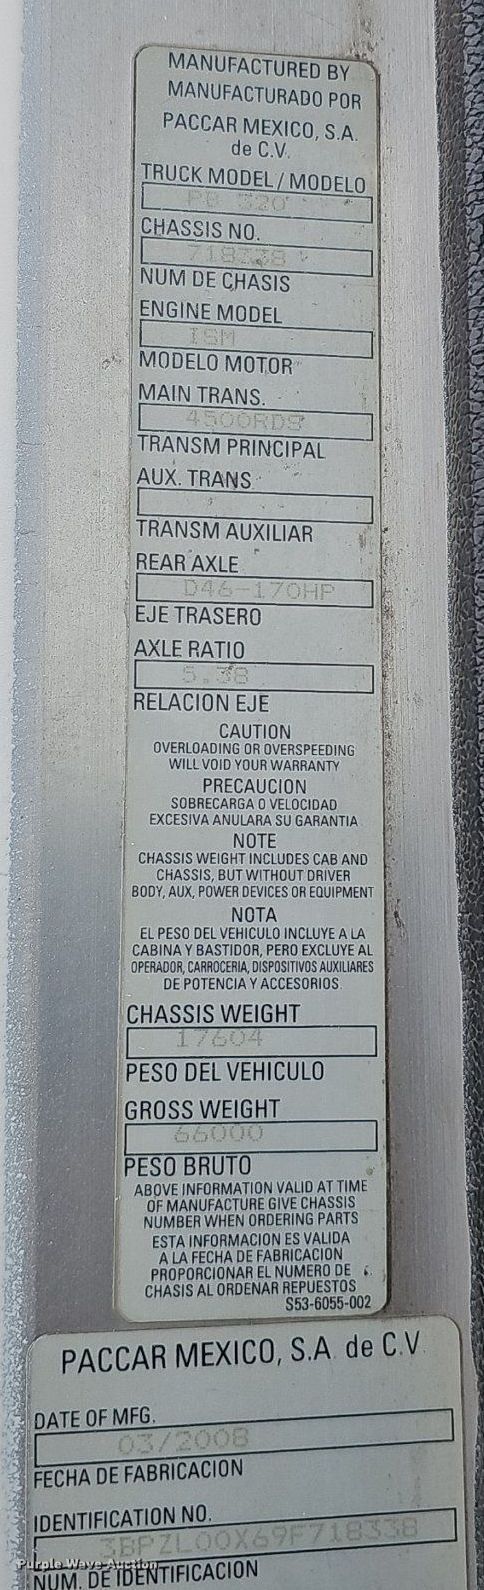 MANUFACTURED BY
MANUFACTURADO POR
PACCAR MEXICO, S.A.
de C.V.
TRUCK MODEL / MODELO
PB 320
CHASSIS NO.
718338
NUM DE CHASIS
ENGINE MODEL
ISM
MODELO MOTOR
MAIN TRANS.
4500RDS
TRANSM PRINCIPAL
AUX. TRANS
TRANSM AUXILIAR
REAR AXLE
D46-170HP
EJE TRASERO
AXLE RATIO
5.38
RELACION EJE
CAUTION
OVERLOADING OR OVERSPEEDING
WILL VOID YOUR WARRANTY
PRECAUCION
SOBRECARGA O VELOCIDAD
EXCESIVA ANULARA SU GARANTIA
NOTE
CHASSIS WEIGHT INCLUDES CAB AND
CHASSIS, BUT WITHOUT DRIVER
BODY, AUX, POWER DEVICES OR EQUIPMENT
NOTA
EL PESO DEL VEHICULO INCLUYE A LA
CABINA Y BASTIDOR, PERO EXCLUYE AL
OPERADOR, CARROCERIA, DISPOSITIVOS AUXILIARES
DE POTENCIA Y ACCESORIOS.
CHASSIS WEIGHT
17604
PESO DEL VEHICULO
GROSS WEIGHT
66000
PESO BRUTO
ABOVE INFORMATION VALID AT TIME
OF MANUFACTURE GIVE CHASSIS
NUMBER WHEN ORDERING PARTS
ESTA INFORMACION ES VALIDA
A LA FECHA DE FABRICACION
PROPORCIONAR EL NUMERO DE
CHASIS AL ORDENAR REPUESTOS
S53-6055-002
PACCAR MEXICO, S.A. de C.V.
DATE OF MFG.
03/2008
FECHA DE FABRICACION
IDENTIFICATION NO.
3BPZL00X69F718338
NUM. DE IDENTIFICACION
Purple Wave Auction